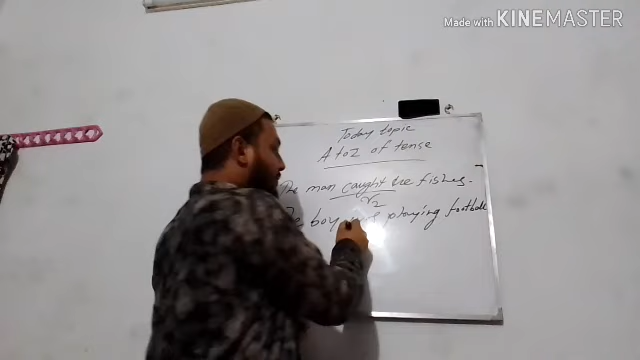 Made with KINEMASTER
Today topic
A to Z of tense
The man caught the fishes.
V2
boy playing football